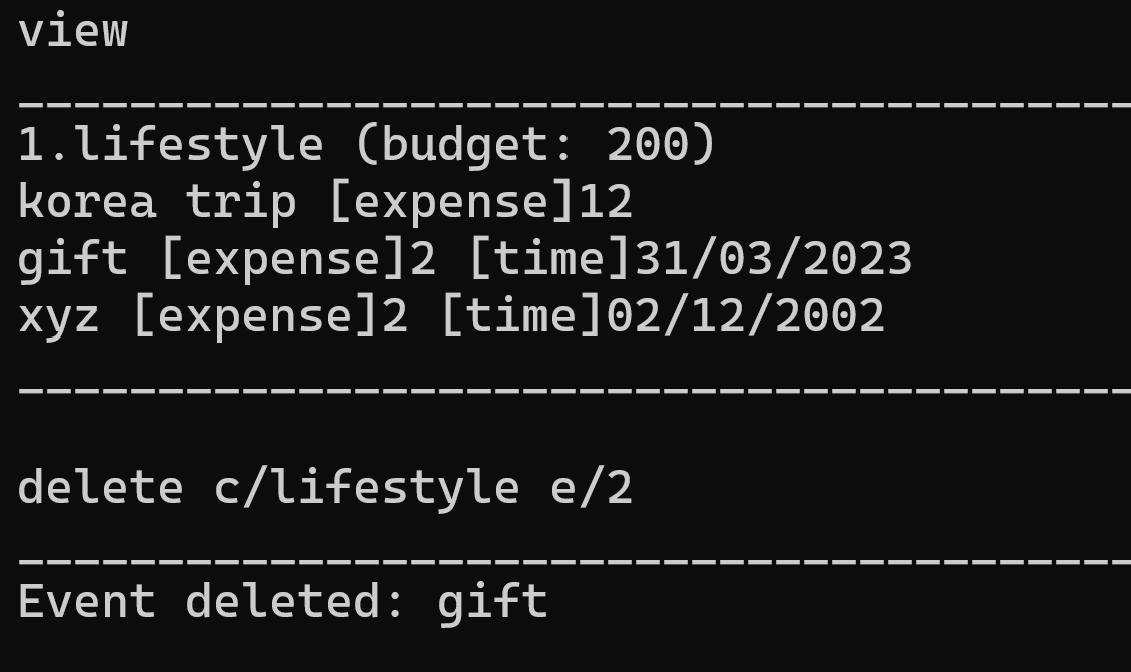 view
________________________________________
1.lifestyle (budget: 200)
korea trip [expense]12
gift [expense]2 [time]31/03/2023
xyz [expense]2 [time]02/12/2002
________________________________________
delete c/lifestyle e/2
________________________________________
Event deleted: gift